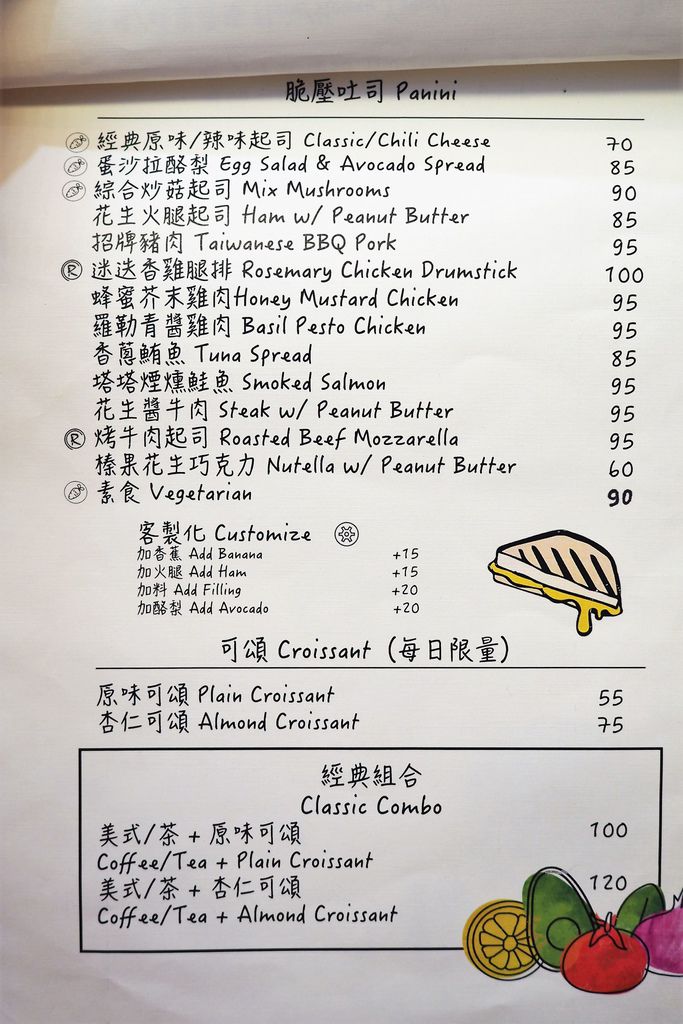 脆壓吐司 Panini
經典原味/辣味起司 Classic/Chili Cheese 70
蛋沙拉酪梨 Egg Salad & Avocado Spread 85
綜合炒菇起司 Mix Mushrooms 90
花生火腿起司 Ham w/ Peanut Butter 85
招牌豬肉 Taiwanese BBQ Pork 95
R 迷迭香雞腿排 Rosemary Chicken Drumstick 100
蜂蜜芥末雞肉Honey Mustard Chicken 95
羅勒青醬雞肉 Basil Pesto Chicken 95
香蔥鮪魚 Tuna Spread 85
塔塔煙燻鮭魚 Smoked Salmon 95
花生醬牛肉 Steak w/ Peanut Butter 95
R 烤牛肉起司 Roasted Beef Mozzarella 95
榛果花生巧克力 Nutella w/ Peanut Butter 60
素食 Vegetarian 90
客製化 Customize
加香蕉 Add Banana +15
加火腿 Add Ham +15
加料 Add Filling +20
加酪梨 Add Avocado +20
可頌 Croissant (每日限量)
原味可頌 Plain Croissant 55
杏仁可頌 Almond Croissant 75
經典組合
Classic Combo
美式/茶 + 原味可頌 100
Coffee/Tea + Plain Croissant
美式/茶 + 杏仁可頌 120
Coffee/Tea + Almond Croissant